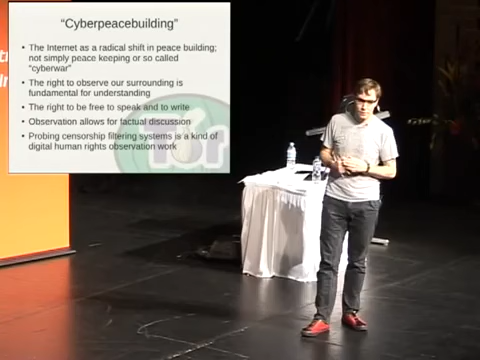 "Cyberpeacebuilding"
• The Internet as a radical shift in peace building;
not simply peace keeping or so called
"cyberwar"
• The right to observe our surrounding is
fundamental for understanding
• The right to be free to speak and to write
• Observation allows for factual discussion
• Probing censorship filtering systems is a kind of
digital human rights observation work
Tor